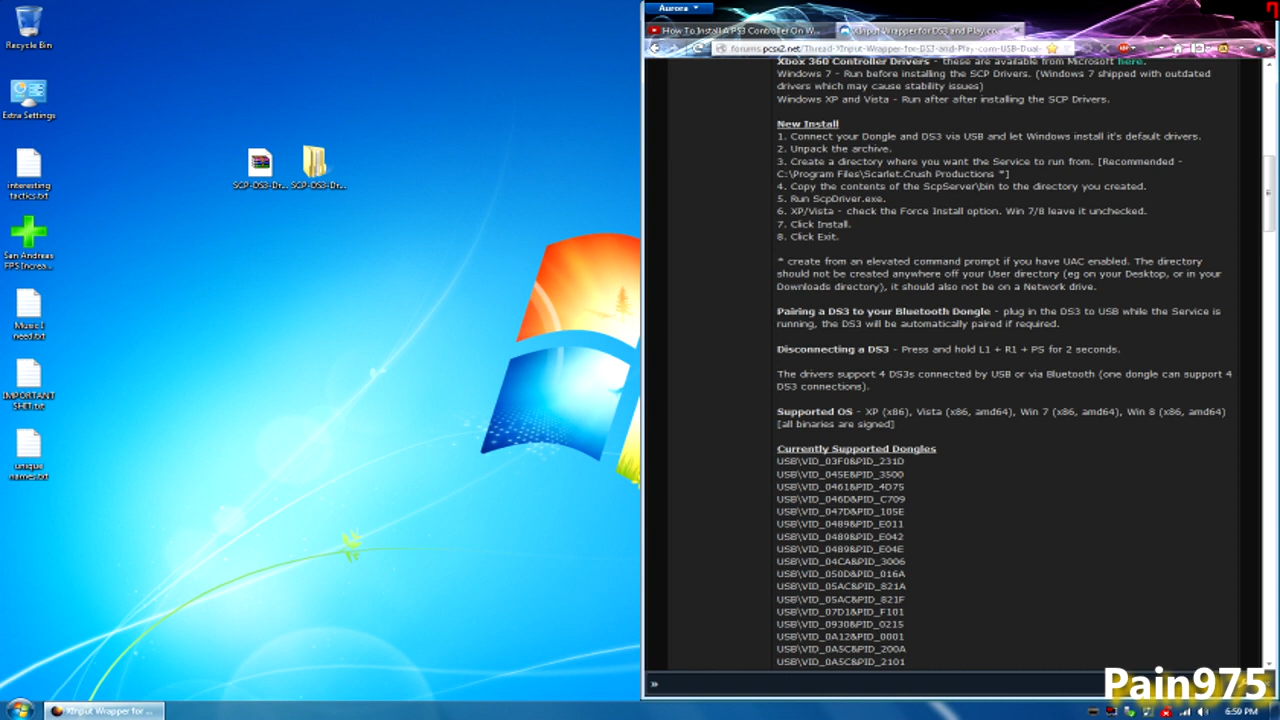 Recycle Bin
Extra Settings
interesting
tactics.txt
San Andreas
FPS Increa...
Music I
need.txt
IMPORTANT
SHIT.txt
unique
names.txt
SCP-DS3-Dr...
SCP-DS3-Dr...
Aurora
How To Install A PS3 Controller On W...
XInput Wrapper for DS3 and Play.co...
forums.pcsx2.net/Thread-XInput-Wrapper-for-DS3-and-Play-com-USB-Dual-
Xbox 360 Controller Drivers - these are available from Microsoft here.
Windows 7 - Run before installing the SCP Drivers. (Windows 7 shipped with outdated
drivers which may cause stability issues)
Windows XP and Vista - Run after after installing the SCP Drivers.
New Install
1. Connect your Dongle and DS3 via USB and let Windows install it's default drivers.
2. Unpack the archive.
3. Create a directory where you want the Service to run from. [Recommended -
C:\Program Files\Scarlet.Crush Productions *]
4. Copy the contents of the ScpServer\bin to the directory you created.
5. Run ScpDriver.exe.
6. XP/Vista - check the Force Install option. Win 7/8 leave it unchecked.
7. Click Install.
8. Click Exit.
* create from an elevated command prompt if you have UAC enabled. The directory
should not be created anywhere off your User directory (eg on your Desktop, or in your
Downloads directory), it should also not be on a Network drive.
Pairing a DS3 to your Bluetooth Dongle - plug in the DS3 to USB while the Service is
running, the DS3 will be automatically paired if required.
Disconnecting a DS3 - Press and hold L1 + R1 + PS for 2 seconds.
The drivers support 4 DS3s connected by USB or via Bluetooth (one dongle can support 4
DS3 connections).
Supported OS - XP (x86), Vista (x86, amd64), Win 7 (x86, amd64), Win 8 (x86, amd64)
[all binaries are signed]
Currently Supported Dongles
USB\VID_03F0&PID_231D
USB\VID_045E&PID_3500
USB\VID_0461&PID_4D75
USB\VID_046D&PID_C709
USB\VID_047D&PID_105E
USB\VID_0489&PID_E011
USB\VID_0489&PID_E042
USB\VID_0489&PID_E04E
USB\VID_04CA&PID_3006
USB\VID_050D&PID_016A
USB\VID_05AC&PID_821A
USB\VID_05AC&PID_821F
USB\VID_07D1&PID_F101
USB\VID_0930&PID_0215
USB\VID_0A12&PID_0001
USB\VID_0A5C&PID_200A
USB\VID_0A5C&PID_2101
Pain975
XInput Wrapper for ...
6:59 PM